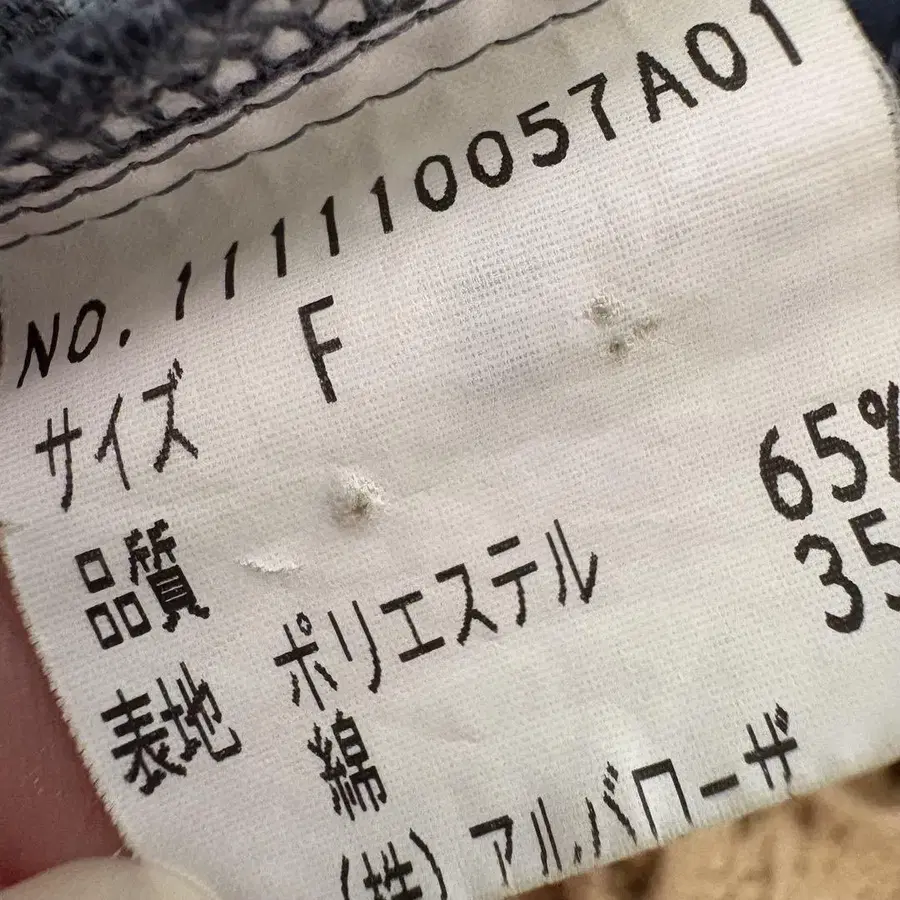 NO. 111110057A01
サイズ F
品質
表地 ポリエステル 65%
綿 35
(株)アルバローザ